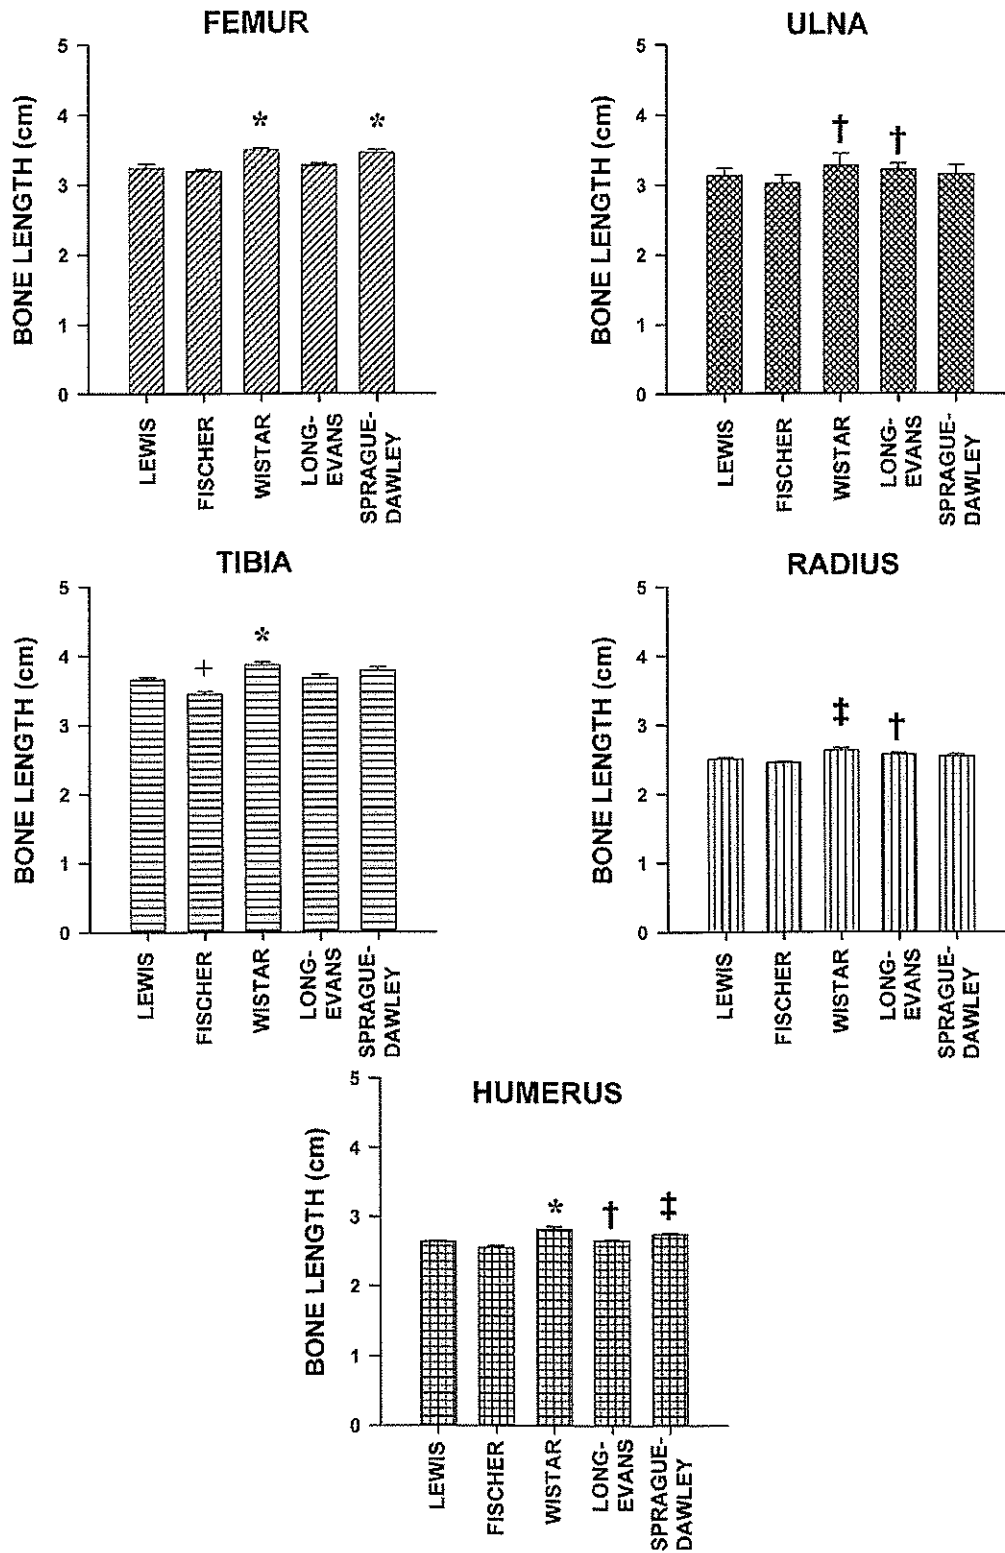 FEMUR
BONE LENGTH (cm)
5
4
3
2
1
0
*
*
LEWIS
FISCHER
WISTAR
LONG-
EVANS
SPRAGUE-
DAWLEY
ULNA
BONE LENGTH (cm)
5
4
3
2
1
0
†
†
LEWIS
FISCHER
WISTAR
LONG-
EVANS
SPRAGUE-
DAWLEY
TIBIA
BONE LENGTH (cm)
5
4
3
2
1
0
+
*
LEWIS
FISCHER
WISTAR
LONG-
EVANS
SPRAGUE-
DAWLEY
RADIUS
BONE LENGTH (cm)
5
4
3
2
1
0
‡
†
LEWIS
FISCHER
WISTAR
LONG-
EVANS
SPRAGUE-
DAWLEY
HUMERUS
BONE LENGTH (cm)
5
4
3
2
1
0
*
†
‡
LEWIS
FISCHER
WISTAR
LONG-
EVANS
SPRAGUE-
DAWLEY